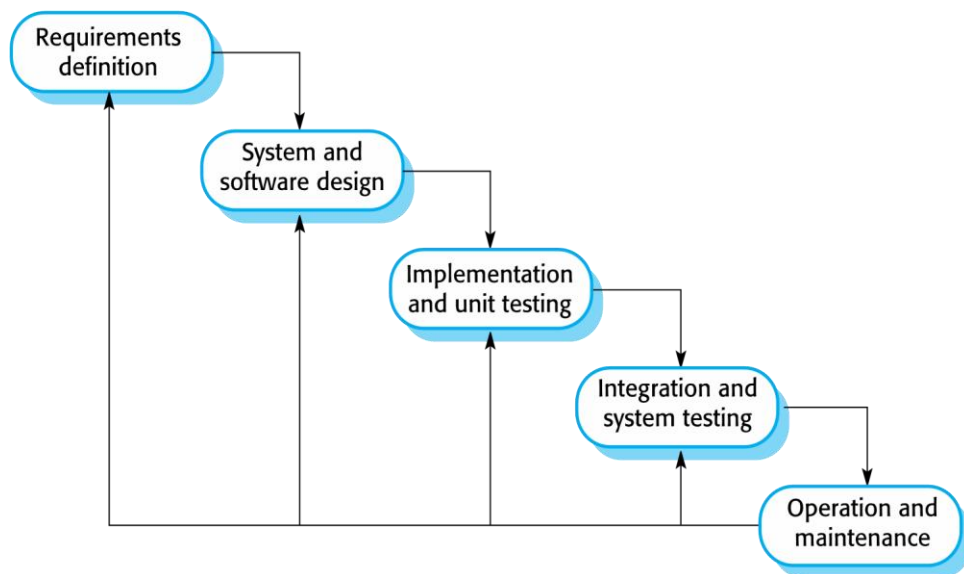 Requirements
definition
System and
software design
Implementation
and unit testing
Integration and
system testing
Operation and
maintenance